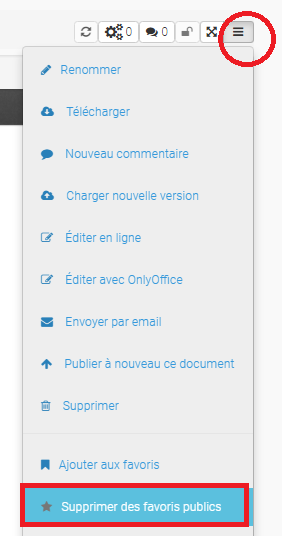 0 0
Renommer
Télécharger
Nouveau commentaire
Charger nouvelle version
Éditer en ligne
Éditer avec OnlyOffice
Envoyer par email
Publier à nouveau ce document
Supprimer
Ajouter aux favoris
Supprimer des favoris publics